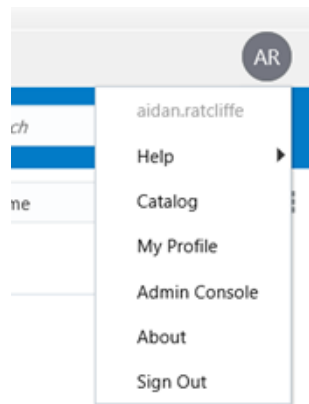 AR
aidan.ratcliffe
Help
Catalog
My Profile
Admin Console
About
Sign Out